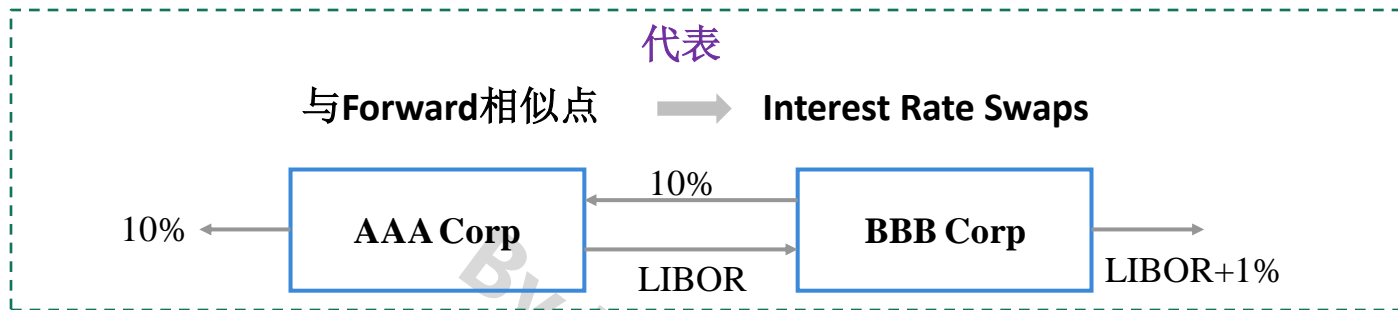 代表
与Forward相似点 Interest Rate Swaps
10% AAA Corp 10% BBB Corp
LIBOR LIBOR+1%
By